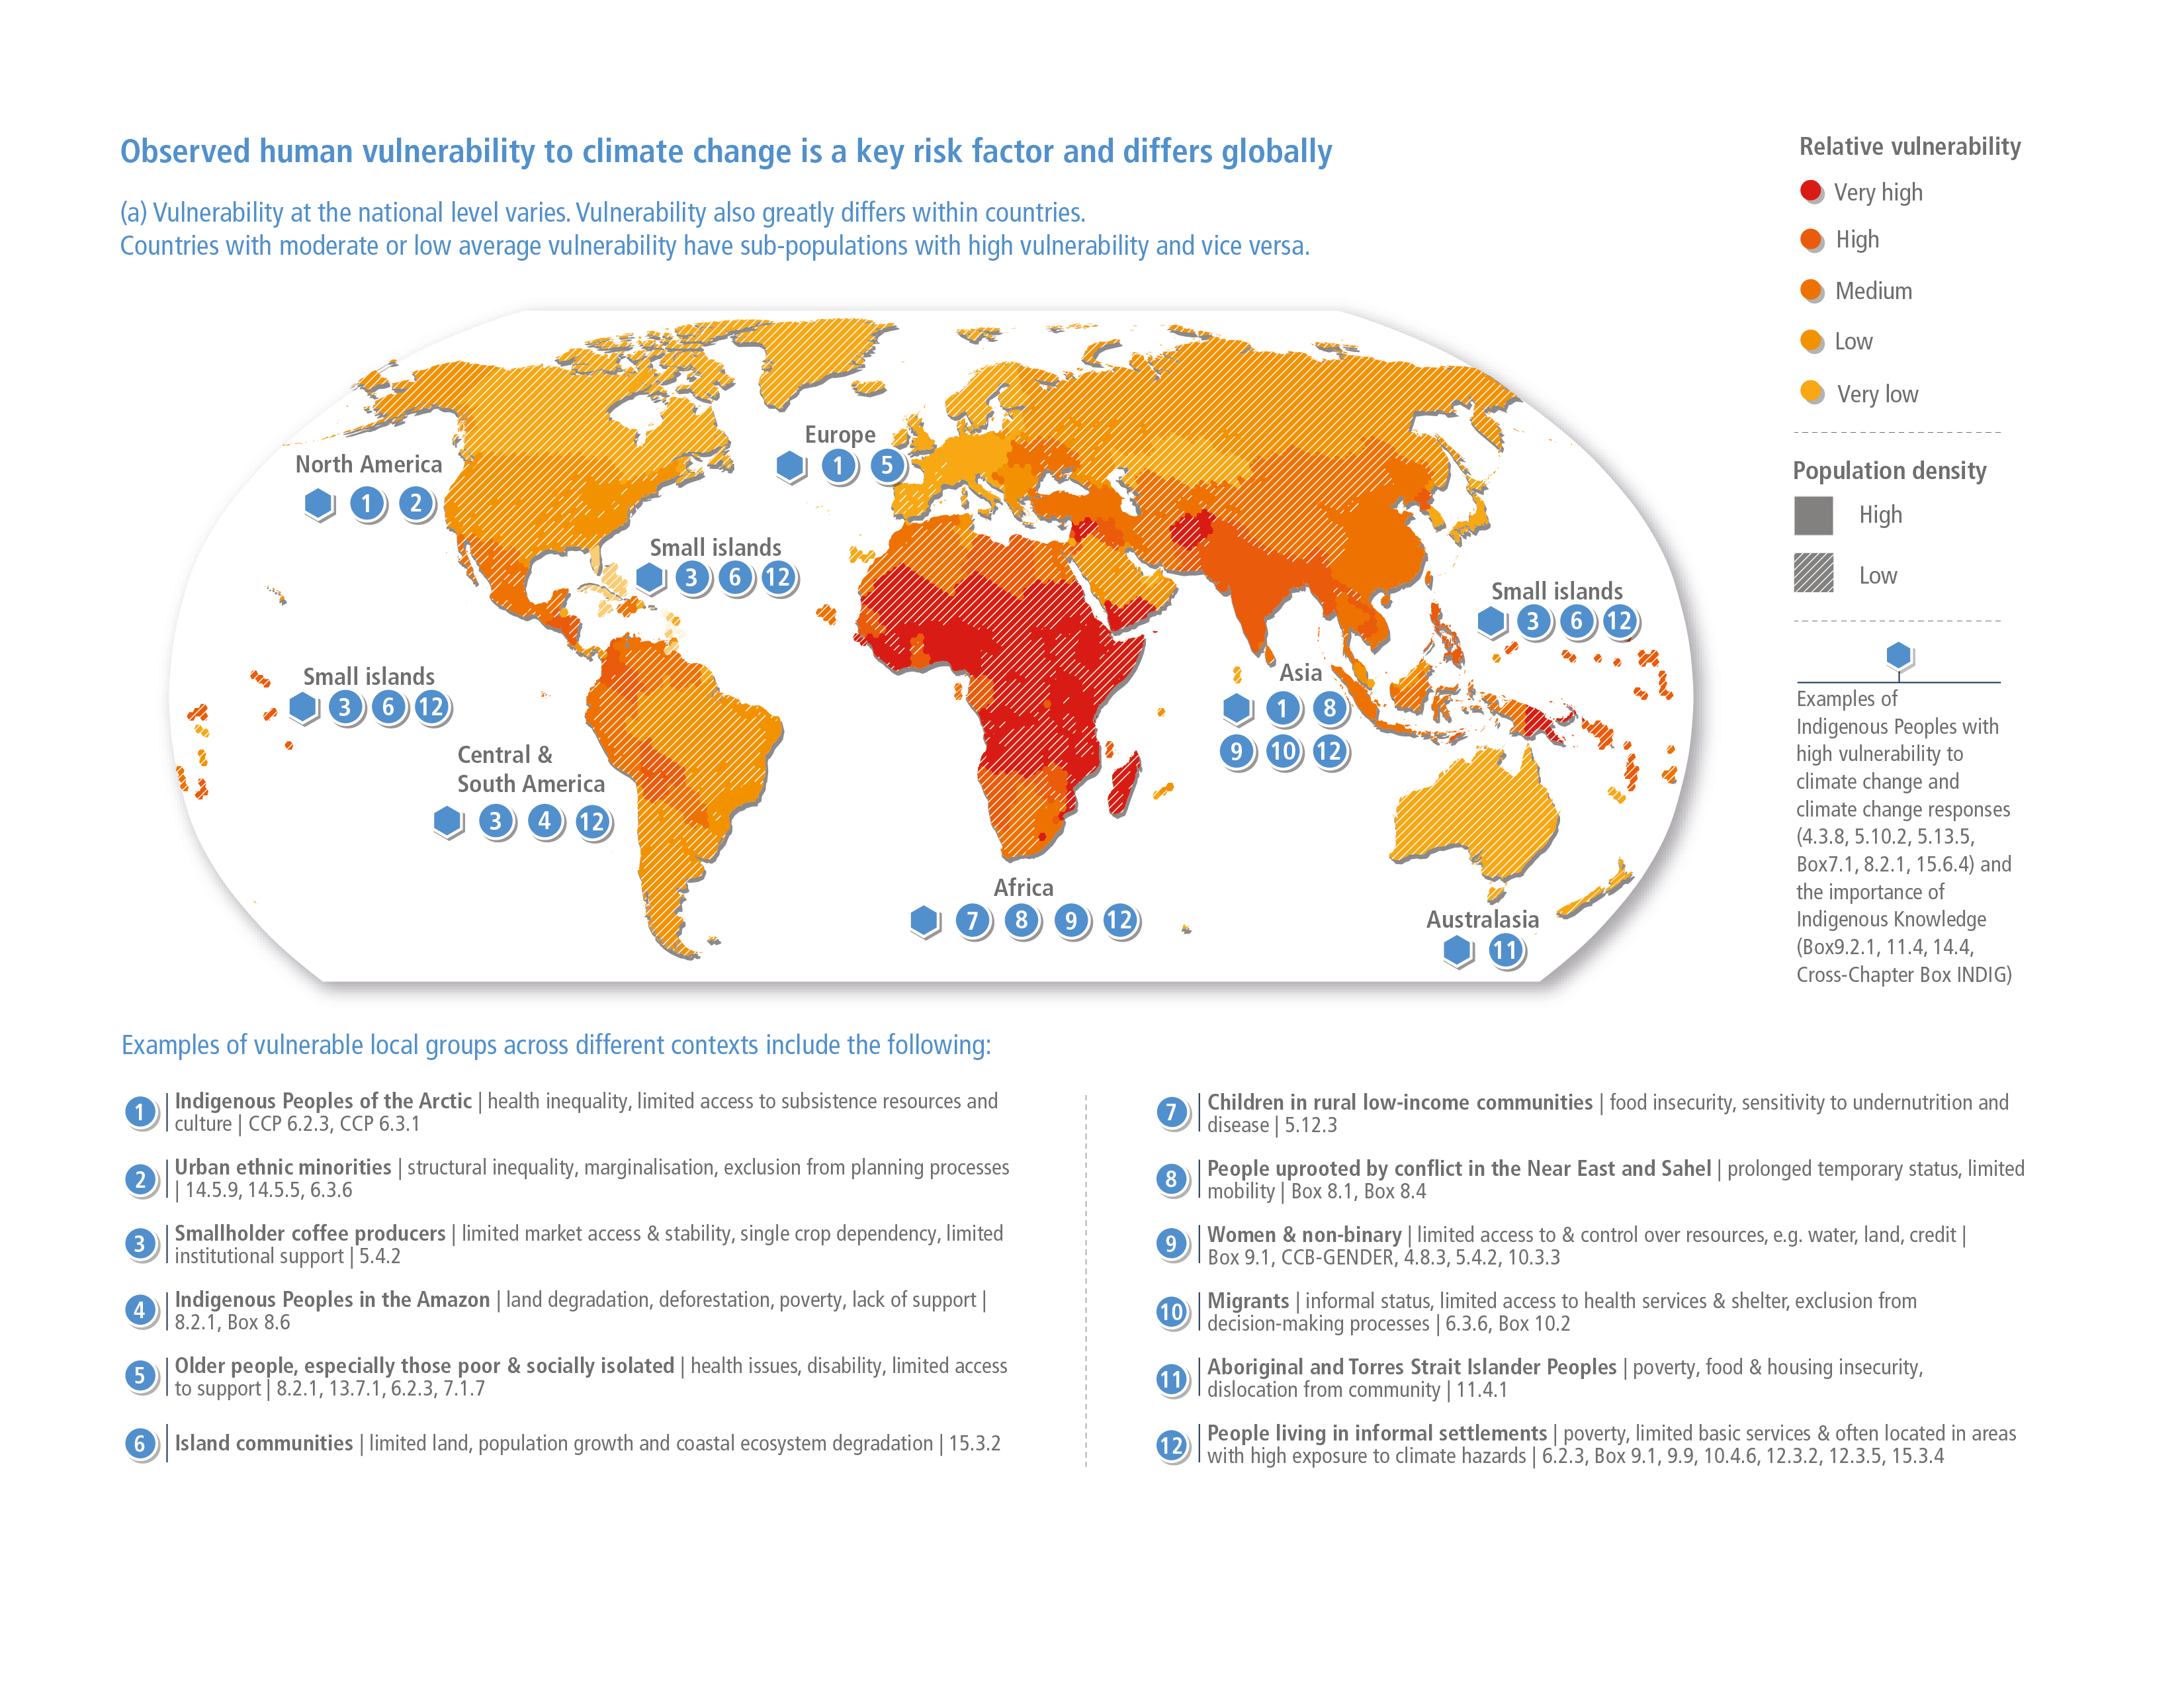 Observed human vulnerability to climate change is a key risk factor and differs globally
(a) Vulnerability at the national level varies. Vulnerability also greatly differs within countries.
Countries with moderate or low average vulnerability have sub-populations with high vulnerability and vice versa.
Relative vulnerability
Very high
High
Medium
Low
Very low
Population density
High
Low
Examples of
Indigenous Peoples with
high vulnerability to
climate change and
climate change responses
(4.3.8, 5.10.2, 5.13.5,
Box7.1, 8.2.1, 15.6.4) and
the importance of
Indigenous Knowledge
(Box9.2.1, 11.4, 14.4,
Cross-Chapter Box INDIG)
Europe
1 5
North America
1 2
Small islands
3 6 12
Small islands
3 6 12
Small islands
3 6 12
Asia
1 8
9 10 12
Central &
South America
3 4 12
Africa
7 8 9 12
Australasia
11
Examples of vulnerable local groups across different contexts include the following:
1 Indigenous Peoples of the Arctic | health inequality, limited access to subsistence resources and
culture | CCP 6.2.3, CCP 6.3.1
2 Urban ethnic minorities | structural inequality, marginalisation, exclusion from planning processes
| 14.5.9, 14.5.5, 6.3.6
3 Smallholder coffee producers | limited market access & stability, single crop dependency, limited
institutional support | 5.4.2
4 Indigenous Peoples in the Amazon | land degradation, deforestation, poverty, lack of support |
8.2.1, Box 8.6
5 Older people, especially those poor & socially isolated | health issues, disability, limited access
to support | 8.2.1, 13.7.1, 6.2.3, 7.1.7
6 Island communities | limited land, population growth and coastal ecosystem degradation | 15.3.2
7 Children in rural low-income communities | food insecurity, sensitivity to undernutrition and
disease | 5.12.3
8 People uprooted by conflict in the Near East and Sahel | prolonged temporary status, limited
mobility | Box 8.1, Box 8.4
9 Women & non-binary | limited access to & control over resources, e.g. water, land, credit |
Box 9.1, CCB-GENDER, 4.8.3, 5.4.2, 10.3.3
10 Migrants | informal status, limited access to health services & shelter, exclusion from
decision-making processes | 6.3.6, Box 10.2
11 Aboriginal and Torres Strait Islander Peoples | poverty, food & housing insecurity,
dislocation from community | 11.4.1
12 People living in informal settlements | poverty, limited basic services & often located in areas
with high exposure to climate hazards | 6.2.3, Box 9.1, 9.9, 10.4.6, 12.3.2, 12.3.5, 15.3.4